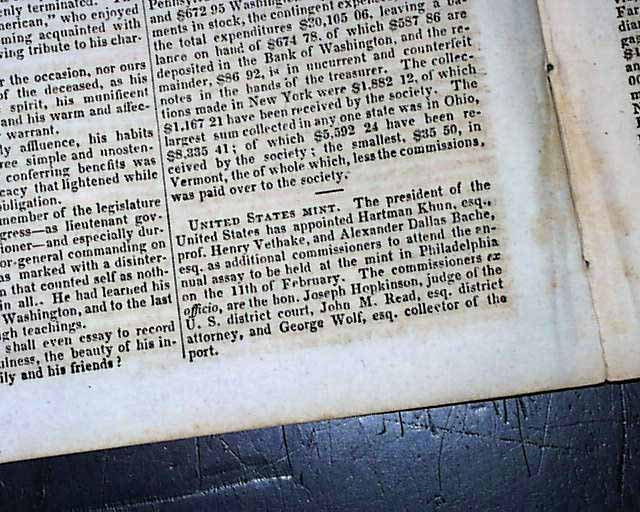 enly terminated.
erican," who enjoyed
ning acquainted with
ving tribute to his char-
r the occasion, nor ours
of the deceased, as his
spirit, his munificent
and his warm and affec-
warrant.
ly affluence, his habits
ree simple and unosten-
conferring benefits was
cacy that lightened while
obligation.
member of the legislature
gress—as lieutenant gov-
ioner—and especially dur-
or-general commanding on
as marked with a disinter-
n that counted self as noth-
in all.. He had learned his
Washington, and to the last
gh teachings.
shall even essay to record
ulness, the beauty of his in-
ily and his friends?
and $672 95 Washington
ments in stock, the contingent
the total expenditures $20,105 06, leaving a ba-
lance on hand of $674 78, of which $587 86 are
deposited in the Bank of Washington, and the re-
mainder, $86 92, is in uncurrent and counterfeit
notes in the hands of the treasurer. The collec-
tions made in New York were $1,882 12, of which
$1,167 21 have been received by the society. The
largest sum collected in any one state was in Ohio,
$8,335 41; of which $5,592 24 have been re-
ceived by the society; the smallest, $35 50, in
Vermont, the of whole which, less the commissions,
was paid over to the society.
UNITED STATES MINT. The president of the
United States has appointed Hartman Khun, esq.,
prof. Henry Vethake, and Alexander Dallas Bache,
esq. as additional commissioners to attend the an-
nual assay to be held at the mint in Philadelphia
on the 11th of February. The commissioners ex
officio, are the hon. Joseph Hopkinson, judge of the
U. S. district court, John M. Read, esq. district
attorney, and George Wolf, esq. collector of the
port.